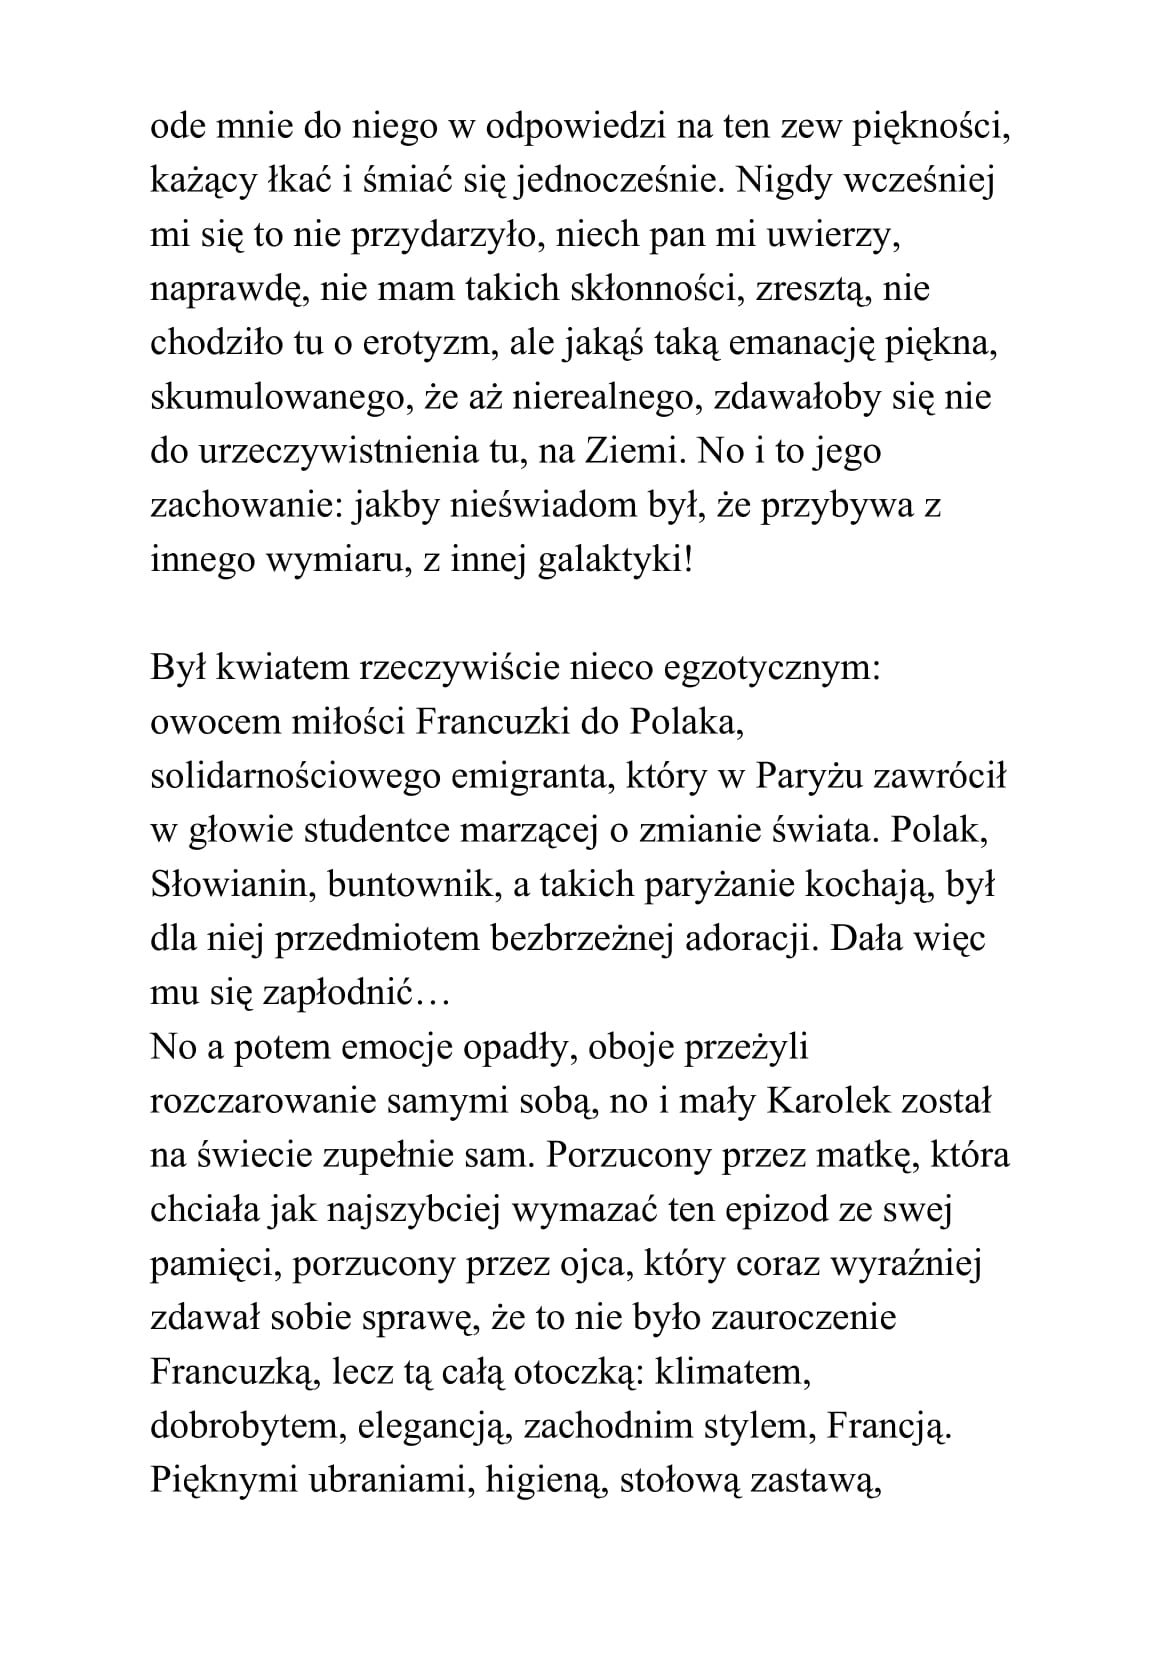 ode mnie do niego w odpowiedzi na ten zew piękności,
każący łkać i śmiać się jednocześnie. Nigdy wcześniej
mi się to nie przydarzyło, niech pan mi uwierzy,
naprawdę, nie mam takich skłonności, zresztą, nie
chodziło tu o erotyzm, ale jakąś taką emanację piękna,
skumulowanego, że aż nierealnego, zdawałoby się nie
do urzeczywistnienia tu, na Ziemi. No i to jego
zachowanie: jakby nieświadom był, że przybywa z
innego wymiaru, z innej galaktyki!

Był kwiatem rzeczywiście nieco egzotycznym:
owocem miłości Francuzki do Polaka,
solidarnościowego emigranta, który w Paryżu zawrócił
w głowie studentce marzącej o zmianie świata. Polak,
Słowianin, buntownik, a takich paryżanie kochają, był
dla niej przedmiotem bezbrzeżnej adoracji. Dała więc
mu się zapłodnić…
No a potem emocje opadły, oboje przeżyli
rozczarowanie samymi sobą, no i mały Karolek został
na świecie zupełnie sam. Porzucony przez matkę, która
chciała jak najszybciej wymazać ten epizod ze swej
pamięci, porzucony przez ojca, który coraz wyraźniej
zdawał sobie sprawę, że to nie było zauroczenie
Francuzką, lecz tą całą otoczką: klimatem,
dobrobytem, elegancją, zachodnim stylem, Francją.
Pięknymi ubraniami, higieną, stołową zastawą,